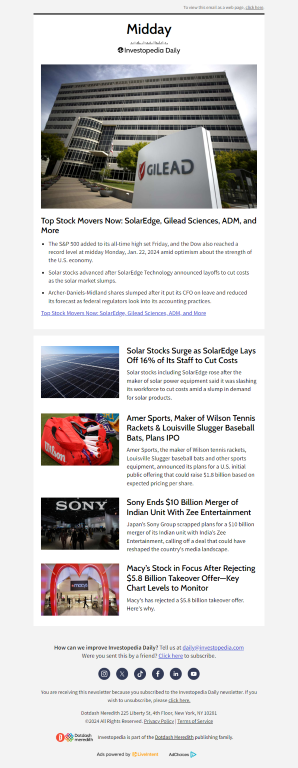 To view this email as a web page, click here.
Midday
Investopedia Daily
GILEAD
Top Stock Movers Now: SolarEdge, Gilead Sciences, ADM, and
More
• The S&P 500 added to its all-time high set Friday, and the Dow also reached a
record level at midday Monday, Jan. 22, 2024 amid optimism about the strength of
the U.S. economy.
• Solar stocks advanced after SolarEdge Technology announced layoffs to cut costs
as the solar market slumps.
• Archer-Daniels-Midland shares slumped after it put its CFO on leave and reduced
its forecast as federal regulators look into its accounting practices.
Top Stock Movers Now: SolarEdge, Gilead Sciences, ADM, and More
Solar Stocks Surge as SolarEdge Lays
Off 16% of Its Staff to Cut Costs
Solar stocks including SolarEdge rose after the
maker of solar power equipment said it was slashing
its workforce to cut costs amid a slump in demand
for solar products.
Wilson
Amer Sports, Maker of Wilson Tennis
Rackets & Louisville Slugger Baseball
Bats, Plans IPO
Amer Sports, the maker of Wilson tennis rackets,
Louisville Slugger baseball bats and other sports
equipment, announced its plans for a U.S. initial
public offering that could raise $1.8 billion based on
expected pricing per share.
SONY
Sony Ends $10 Billion Merger of
Indian Unit With Zee Entertainment
Japan's Sony Group scrapped plans for a $10 billion
merger of its Indian unit with India's Zee
Entertainment, calling off a deal that could have
reshaped the country's media landscape.
macy's
Macy's Stock in Focus After Rejecting
$5.8 Billion Takeover Offer—Key
Chart Levels to Monitor
Macy's has rejected a $5.8 billion takeover offer.
Here's why.
How can we improve Investopedia Daily? Tell us at daily@investopedia.com
Were you sent this by a friend? Click here to subscribe.
You are receiving this newsletter because you subscribed to the Investopedia Daily newsletter. If you
wish to unsubscribe, please click here.
Dotdash Meredith 225 Liberty St, 4th Floor, New York, NY 10281
©2024 All Rights Reserved. Privacy Policy | Terms of Service
Dotdash
meredith
Investopedia is part of the Dotdash Meredith publishing family.
Ads powered by LiveIntent
AdChoices